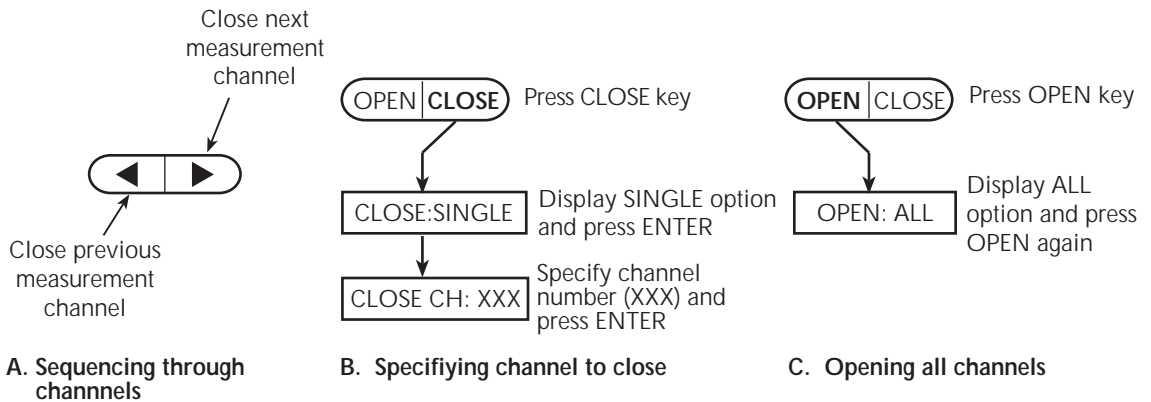 Close next
measurement
channel
Close previous
measurement
channel
A. Sequencing through
channnels
OPEN CLOSE Press CLOSE key
CLOSE:SINGLE
Display SINGLE option
and press ENTER
CLOSE CH: XXX
Specify channel
number (XXX) and
press ENTER
B. Specifiying channel to close
OPEN CLOSE Press OPEN key
OPEN: ALL
Display ALL
option and press
OPEN again
C. Opening all channels